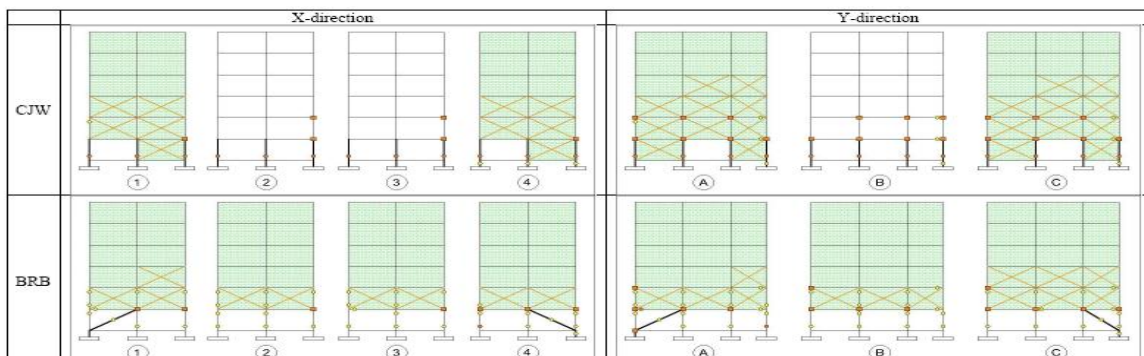 X-direction Y-direction
CJW
1 2 3 4 A B C
BRB
1 2 3 4 A B C